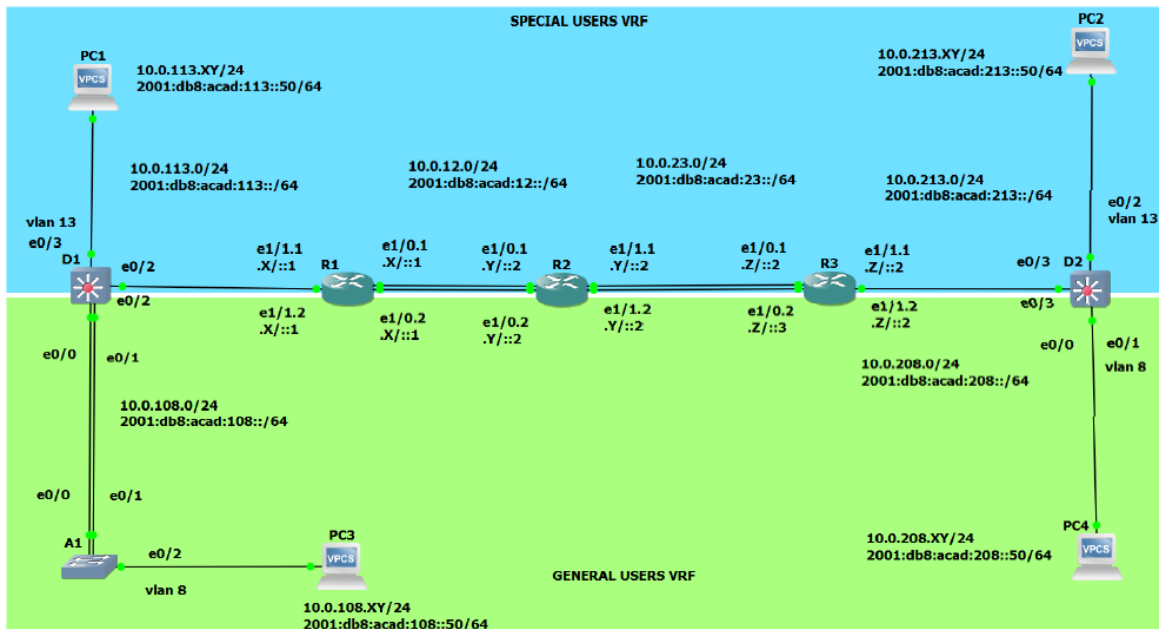 SPECIAL USERS VRF
PC1
VPCS
10.0.113.XY/24
2001:db8:acad:113::50/64
PC2
VPCS
10.0.213.XY/24
2001:db8:acad:213::50/64
10.0.113.0/24
2001:db8:acad:113::/64
10.0.12.0/24
2001:db8:acad:12::/64
10.0.23.0/24
2001:db8:acad:23::/64
10.0.213.0/24
2001:db8:acad:213::/64
e0/2
vlan 13
vlan 13
e0/3
D1
e0/2
e0/2
e1/1.1
.X/::1
R1
e1/0.1
.X/::1
e1/0.1
.Y/::2
R2
e1/1.1
.Y/::2
e1/0.1
.Z/::3
R3
e1/1.1
.Z/::2
e0/3
D2
e1/1.2
.X/::1
e1/0.2
.X/::1
e1/0.2
.Y/::2
e1/1.2
.Y/::2
e1/0.2
.Z/::3
e1/1.2
.Z/::2
e0/3
e0/0
e0/1
e0/0
e0/1
vlan 8
10.0.208.0/24
2001:db8:acad:208::/64
10.0.108.0/24
2001:db8:acad:108::/64
e0/0
e0/1
A1
e0/2
vlan 8
PC3
VPCS
10.0.108.XY/24
2001:db8:acad:108::50/64
GENERAL USERS VRF
10.0.208.XY/24
2001:db8:acad:208::50/64
PC4
VPCS